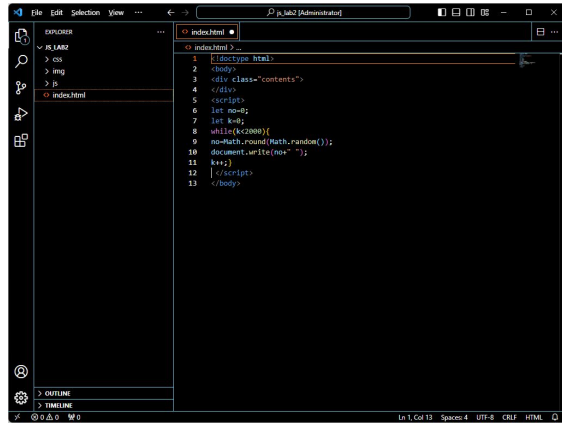 File Edit Selection View ··· ← → js_lab2 [Administrator]
EXPLORER ···
JS_LAB2
> css
> img
> js
<> index.html
<> index.html ●
<> index.html > ...
1 <!doctype html>
2 <body>
3 <div class="contents">
4 </div>
5 <script>
6 let no=0;
7 let k=0;
8 while(k<2000){
9 no=Math.round(Math.random());
10 document.write(no+" ");
11 k++;}
12 </script>
13 </body>
> OUTLINE
> TIMELINE
0 0 0 Ln 1, Col 13 Spaces: 4 UTF-8 CRLF HTML